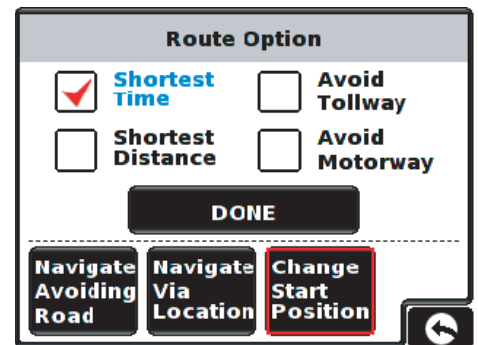 Route Option
Shortest
Time
Avoid
Tollway
Shortest
Distance
Avoid
Motorway
DONE
Navigate
Avoiding
Road
Navigate
Via
Location
Change
Start
Position